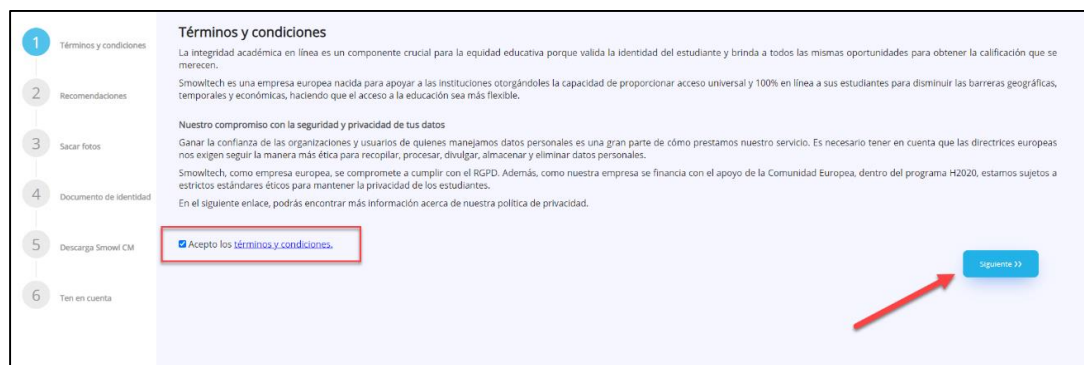 1 Términos y condiciones
2 Recomendaciones
3 Sacar fotos
4 Documento de identidad
5 Descarga Smowl CM
6 Ten en cuenta
Términos y condiciones
La integridad académica en línea es un componente crucial para la equidad educativa porque valida la identidad del estudiante y brinda a todos las mismas oportunidades para obtener la calificación que se
merecen.
Smowltech es una empresa europea nacida para apoyar a las instituciones otorgándoles la capacidad de proporcionar acceso universal y 100% en línea a sus estudiantes para disminuir las barreras geográficas,
temporales y económicas, haciendo que el acceso a la educación sea más flexible.
Nuestro compromiso con la seguridad y privacidad de tus datos
Ganar la confianza de las organizaciones y usuarios de quienes manejamos datos personales es una gran parte de cómo prestamos nuestro servicio. Es necesario tener en cuenta que las directrices europeas
nos exigen seguir la manera más ética para recopilar, procesar, divulgar, almacenar y eliminar datos personales.
Smowltech, como empresa europea, se compromete a cumplir con el RGPD. Además, como nuestra empresa se financia con el apoyo de la Comunidad Europea, dentro del programa H2020, estamos sujetos a
estrictos estándares éticos para mantener la privacidad de los estudiantes.
En el siguiente enlace, podrás encontrar más información acerca de nuestra política de privacidad.
Acepto los términos y condiciones.
Siguiente >>